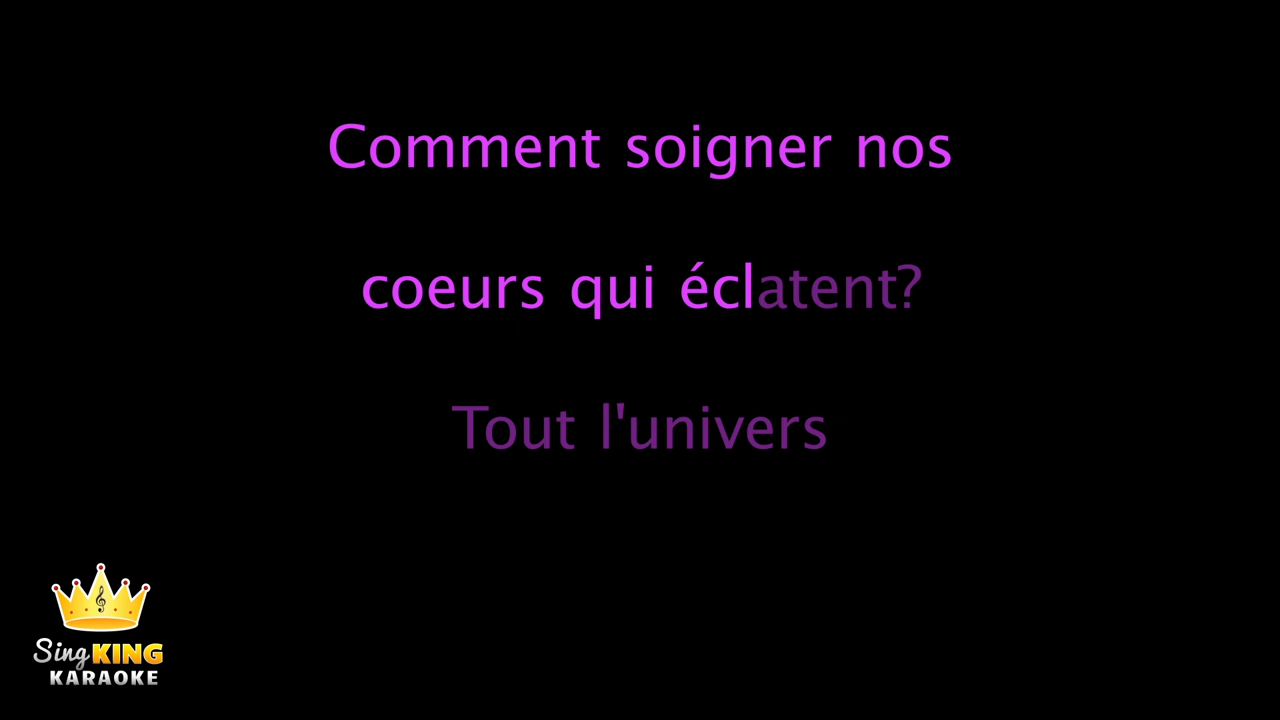 Comment soigner nos
coeurs qui éclatent?
Tout l'univers
Sing KING
KARAOKE